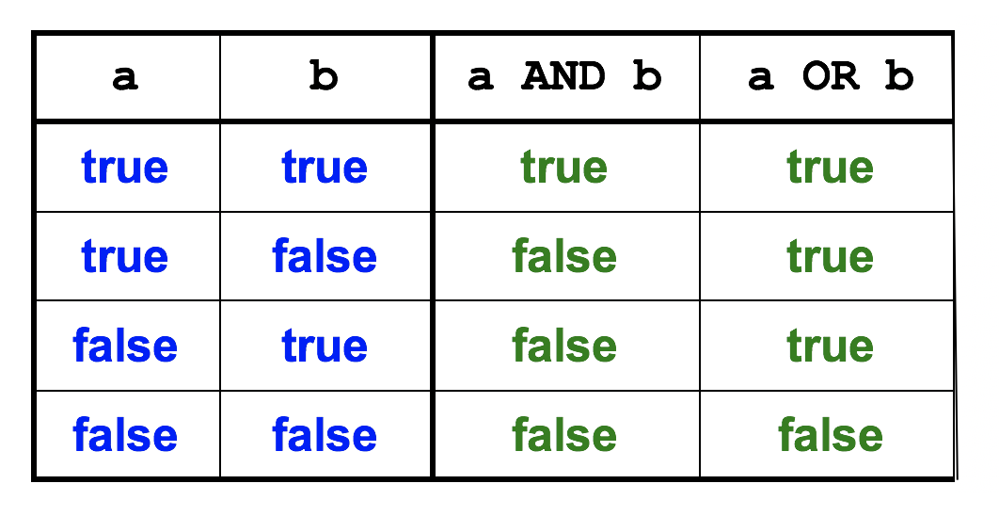 a b a AND b a OR b
true true true true
true false false true
false true false true
false false false false